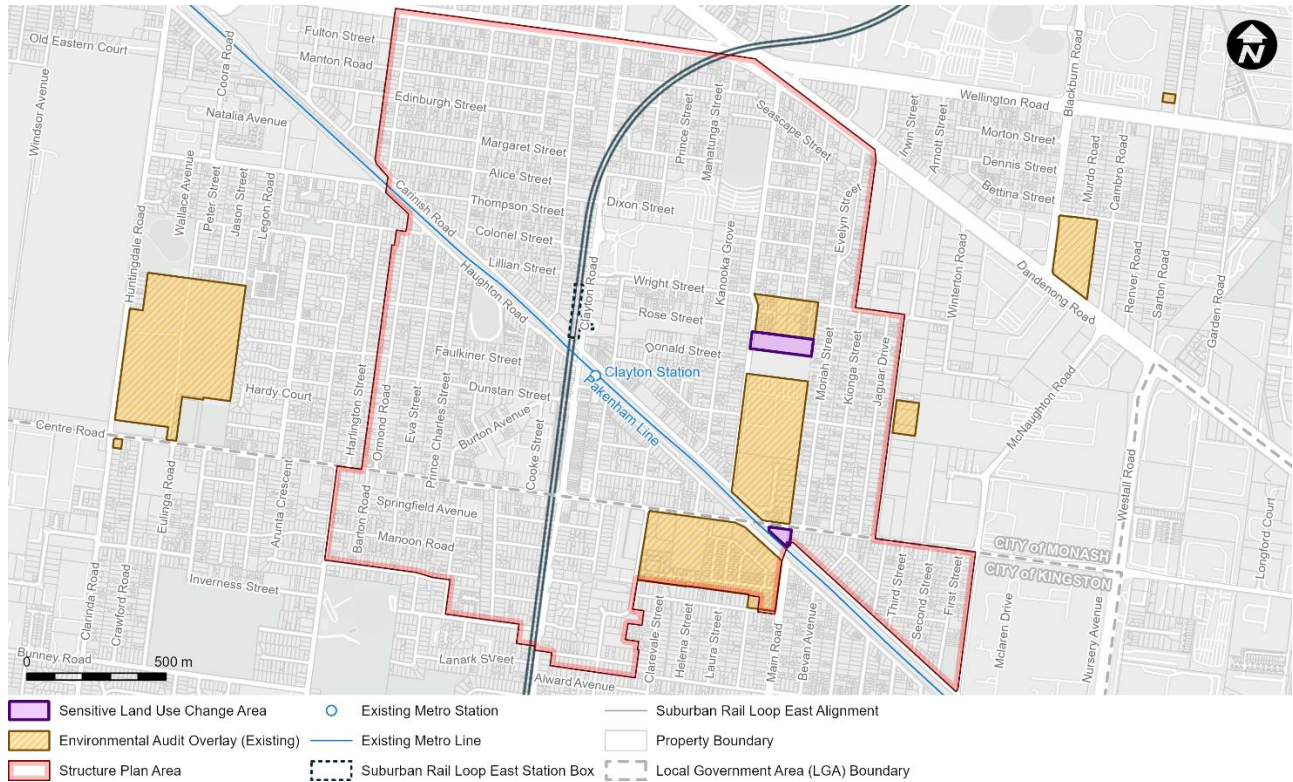 Old Eastern Court
Fulton Street
Manton Road
Coora Road
Windsor Avenue
Edinburgh Street
Natalia Avenue
Margaret Street
Alice Street
Thompson Street
Colonel Street
Lillian Street
Carinish Road
Haughton Road
Wallace Avenue
Peter Street
Jason Street
Legon Road
Huntingdale Road
Prince Street
Manatunga Street
Seascape Street
Dixon Street
Clayton Road
Wright Street
Rose Street
Donald Street
Kanooka Grove
Evelyn Street
Blackburn Road
Wellington Road
Irwin Street
Arnott Street
Morton Street
Dennis Street
Bettina Street
Murdo Road
Cambro Road
Renver Road
Sarton Road
Garden Road
Winterton Road
Dandenong Road
McNaughton Road
Westall Road
Longford Court
Moriah Street
Kionga Street
Jaguar Drive
Clayton Station
Pakenham Line
Faulkiner Street
Dunstan Street
Burton Avenue
Cooke Street
Hardy Court
Harlington Street
Ormond Road
Eva Street
Prince Charles Street
Centre Road
Eulinga Road
Arunta Crescent
Barton Road
Springfield Avenue
Manoon Road
Inverness Street
Clarinda Road
Crawford Road
Bunney Road
Lanark Street
Alward Avenue
Clarevale Street
Helena Street
Laura Street
Main Road
Bevan Avenue
Third Street
Second Street
First Street
McLaren Drive
Nursery Avenue
CITY of MONASH
CITY of KINGSTON
N
0 500 m
Sensitive Land Use Change Area
Existing Metro Station
Suburban Rail Loop East Alignment
Environmental Audit Overlay (Existing)
Existing Metro Line
Property Boundary
Structure Plan Area
Suburban Rail Loop East Station Box
Local Government Area (LGA) Boundary